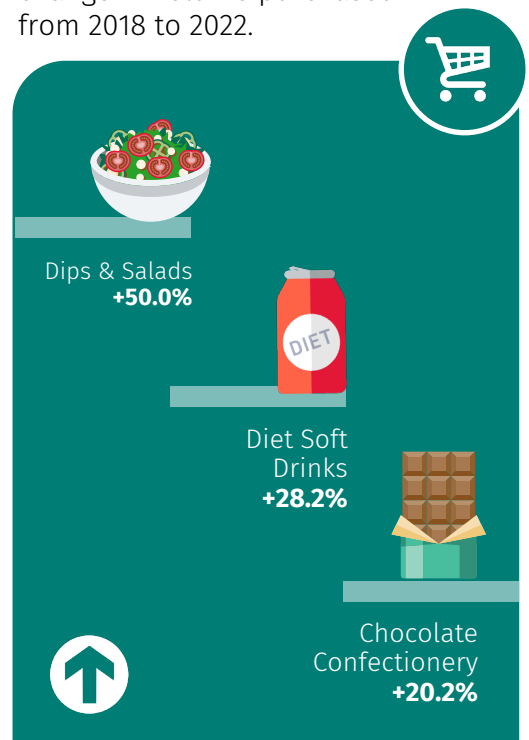 from 2018 to 2022.
Dips & Salads
+50.0%
DIET
Diet Soft
Drinks
+28.2%
Chocolate
Confectionery
+20.2%